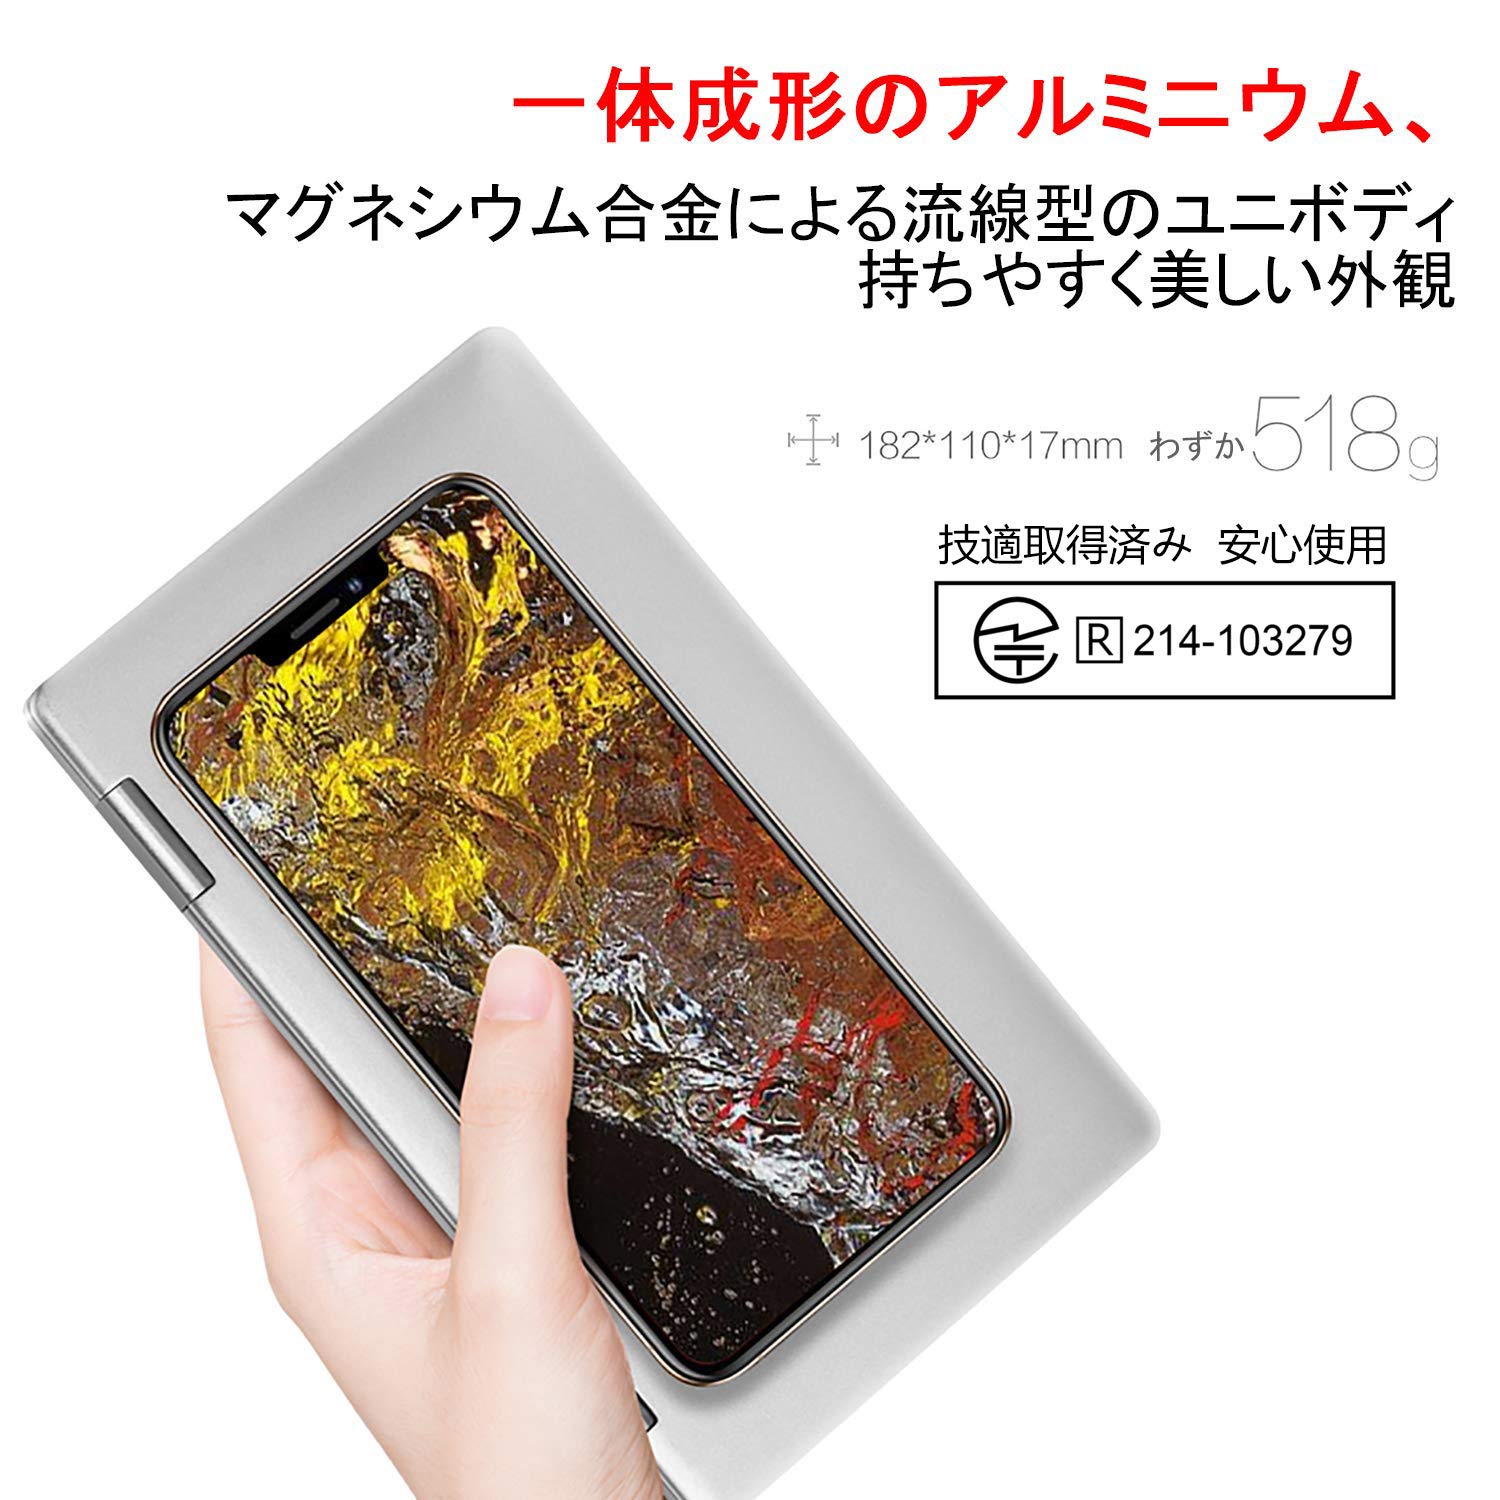 一体成形のアルミニウム、
マグネシウム合金による流線型のユニボディ
持ちやすく美しい外観
182*110*17mm わずか518g
技適取得済み 安心使用
R 214-103279